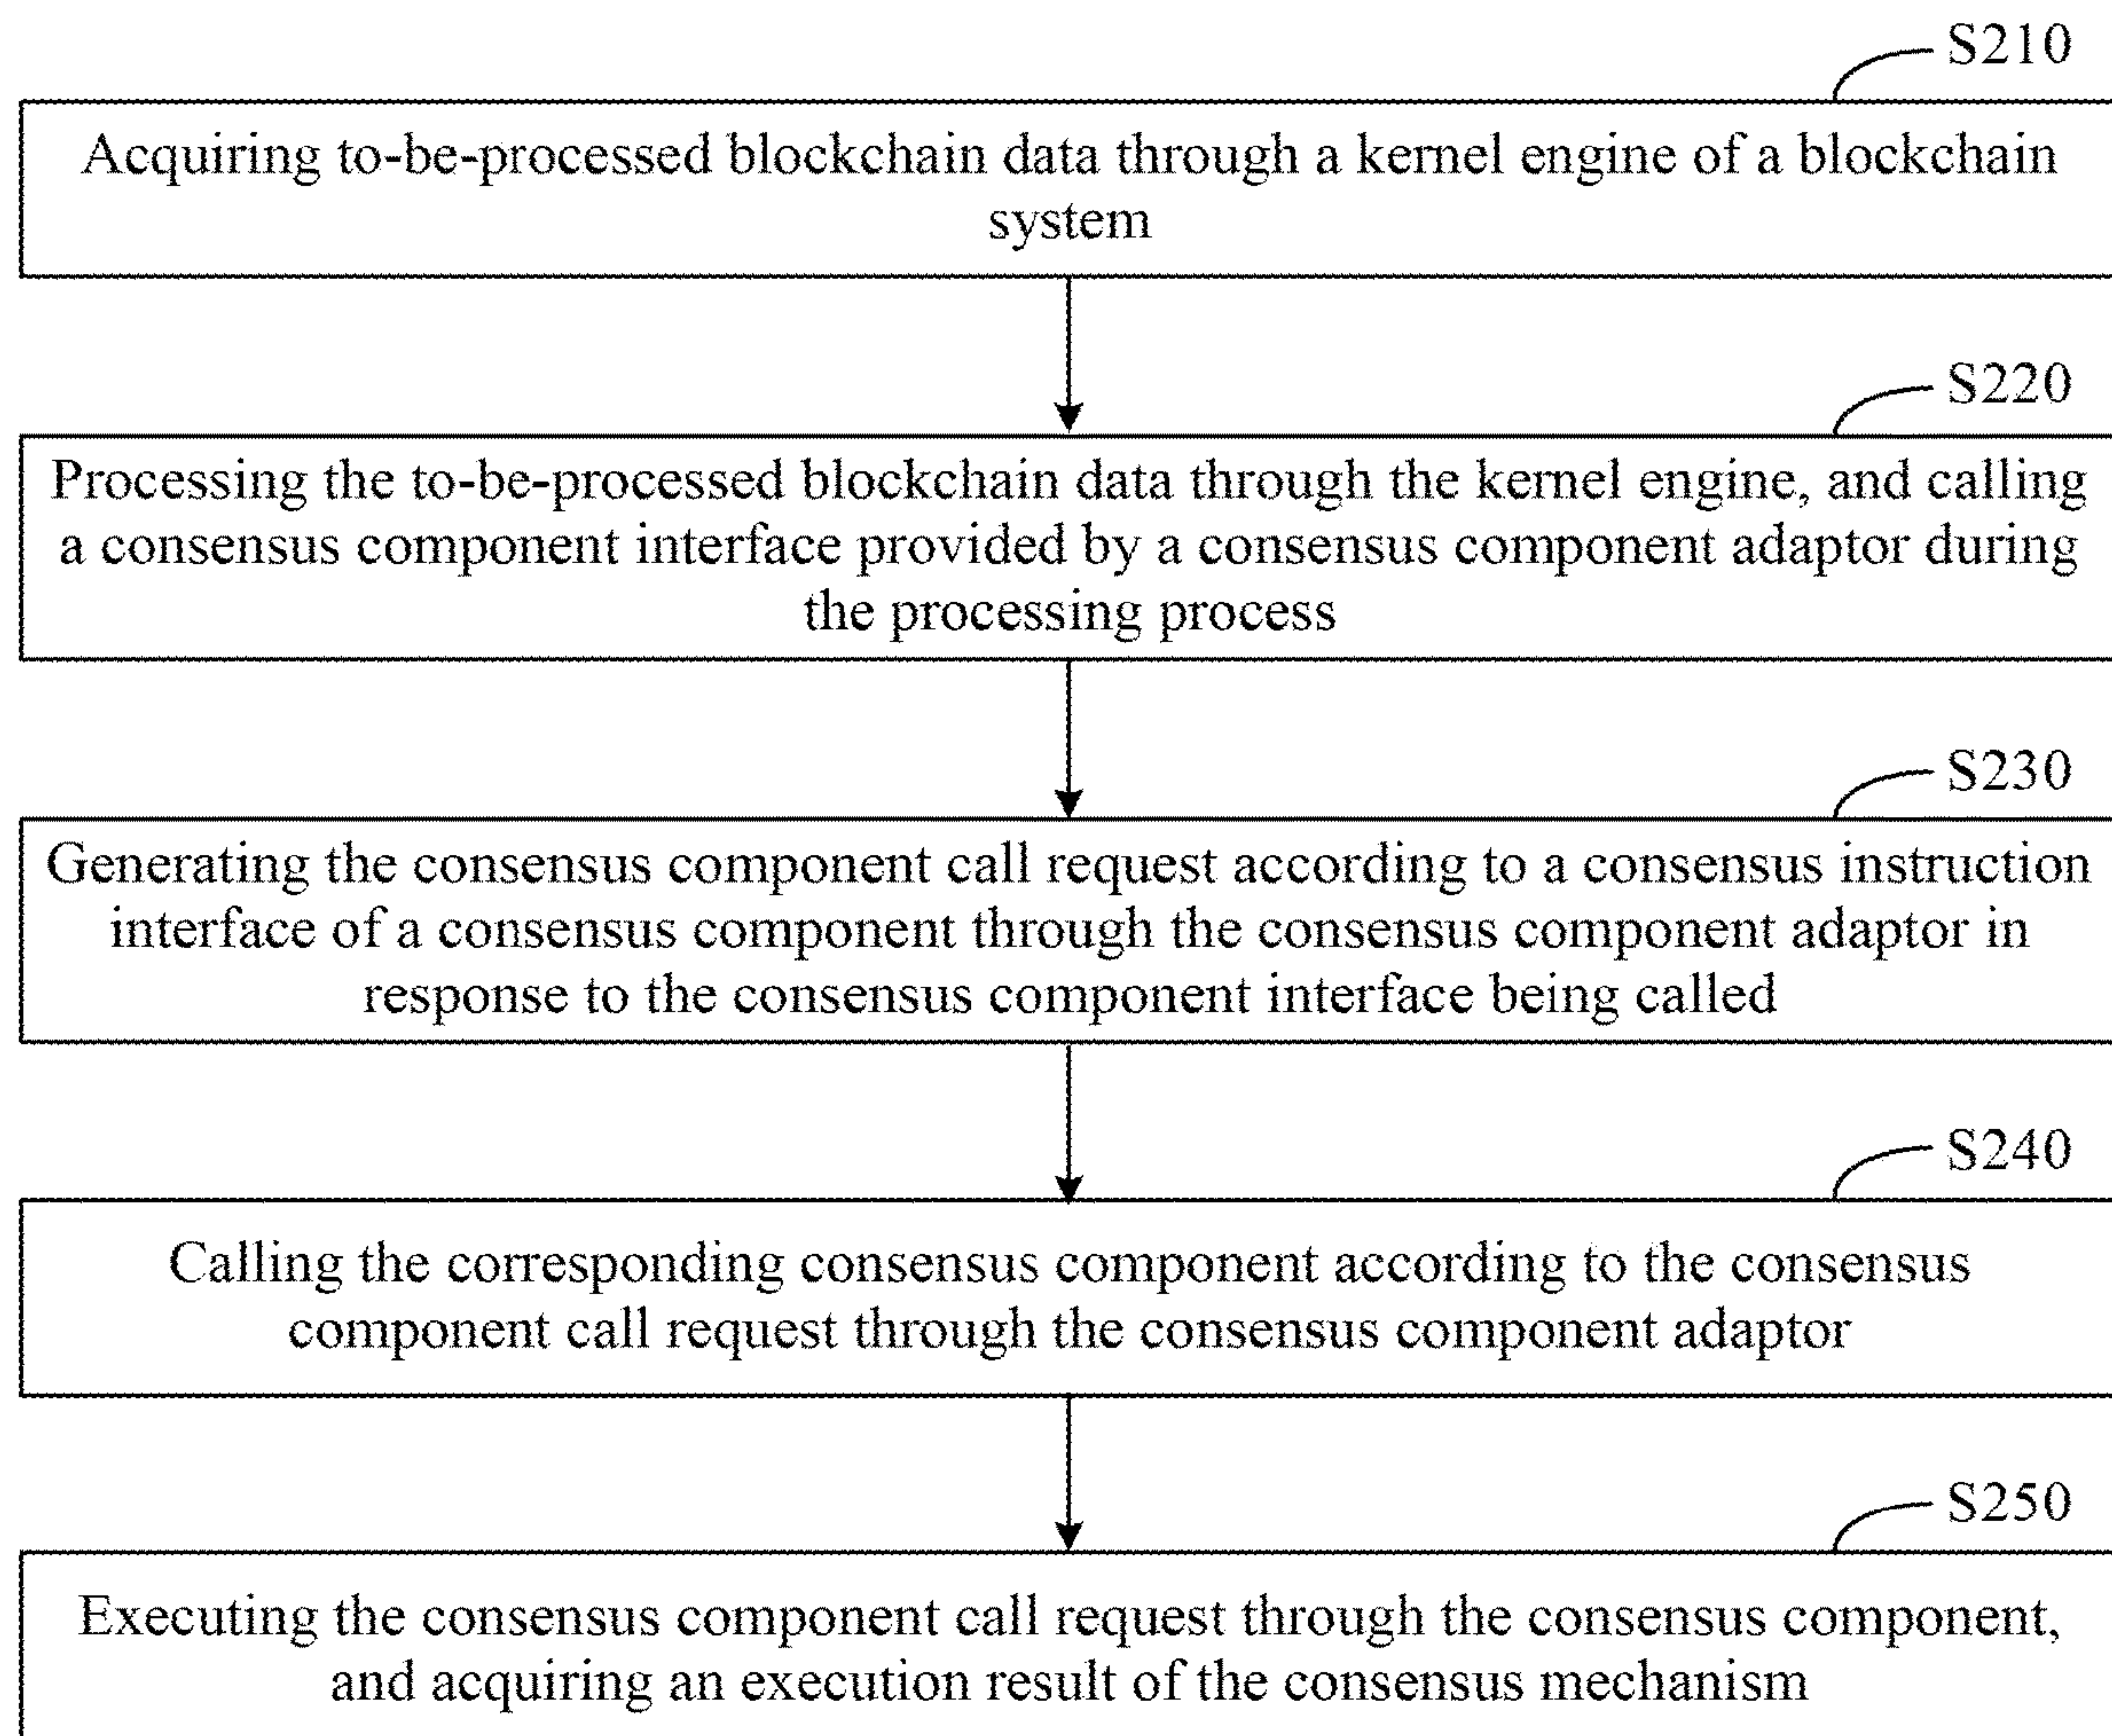 S210
Acquiring to-be-processed blockchain data through a kernel engine of a blockchain
system
S220
Processing the to-be-processed blockchain data through the kernel engine, and calling
a consensus component interface provided by a consensus component adaptor during
the processing process
S230
Generating the consensus component call request according to a consensus instruction
interface of a consensus component through the consensus component adaptor in
response to the consensus component interface being called
S240
Calling the corresponding consensus component according to the consensus
component call request through the consensus component adaptor
S250
Executing the consensus component call request through the consensus component,
and acquiring an execution result of the consensus mechanism